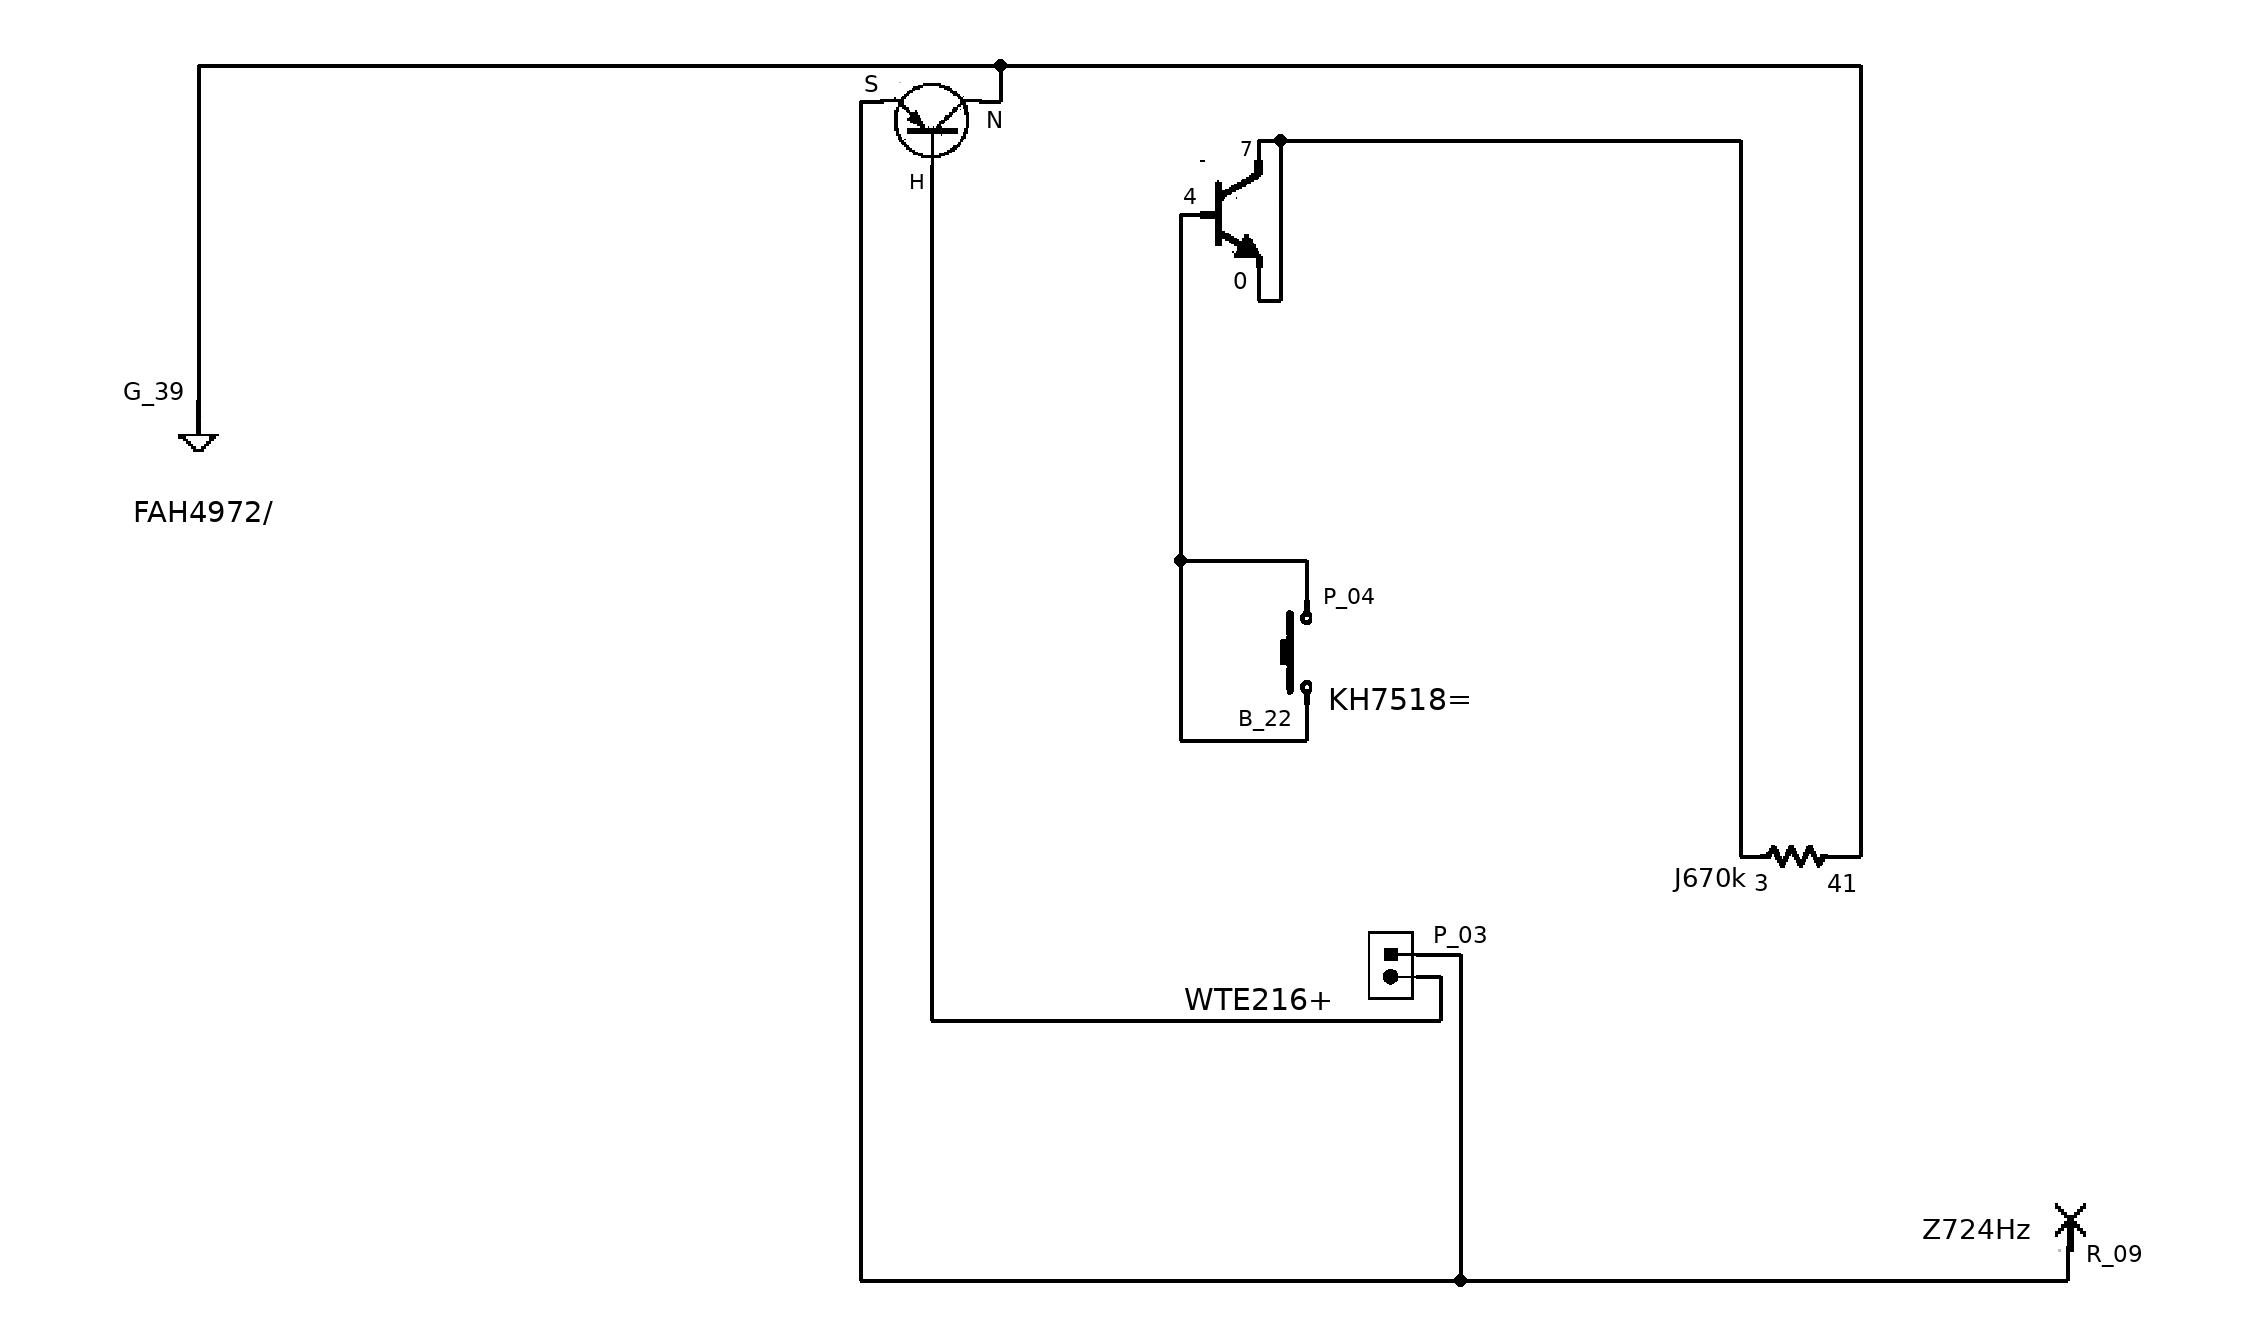 S
N
7
4
H
0
G_39
FAH4972/
P_04
KH7518=
B_22
J670k 3 41
P_03
WTE216+
Z724Hz
R_09